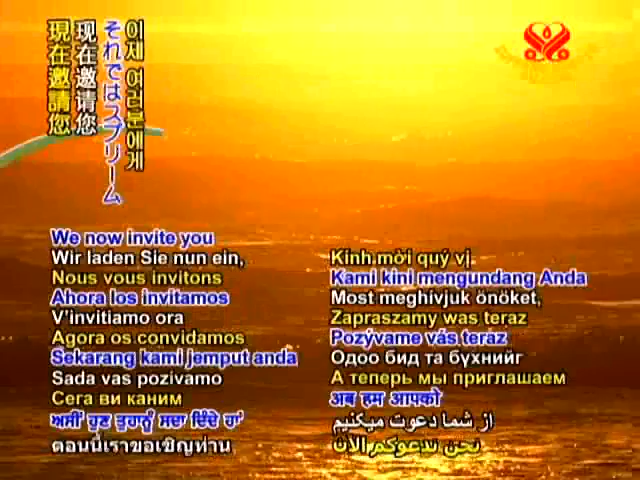 現在邀請您
现在邀请您
それではスプリーム
이제 여러분에게
We now invite you
Wir laden Sie nun ein,
Nous vous invitons
Ahora los invitamos
V'invitiamo ora
Agora os convidamos
Sekarang kami jemput anda
Sada vas pozivamo
Сега ви каним
ਅਸੀਂ ਹੁਣ ਤੁਹਾਨੂੰ ਸਦਾ ਦਿੰਦੇ ਹਾਂ
ตอนนี้เราขอเชิญท่าน
Kính mời quý vị
Kami kini mengundang Anda
Most meghívjuk önöket,
Zapraszamy was teraz
Pozývame vás teraz
Одоо бид та бүхнийг
А теперь мы приглашаем
अब हम आपको
از شما دعوت میکنیم
نحن ندعوكم الآن